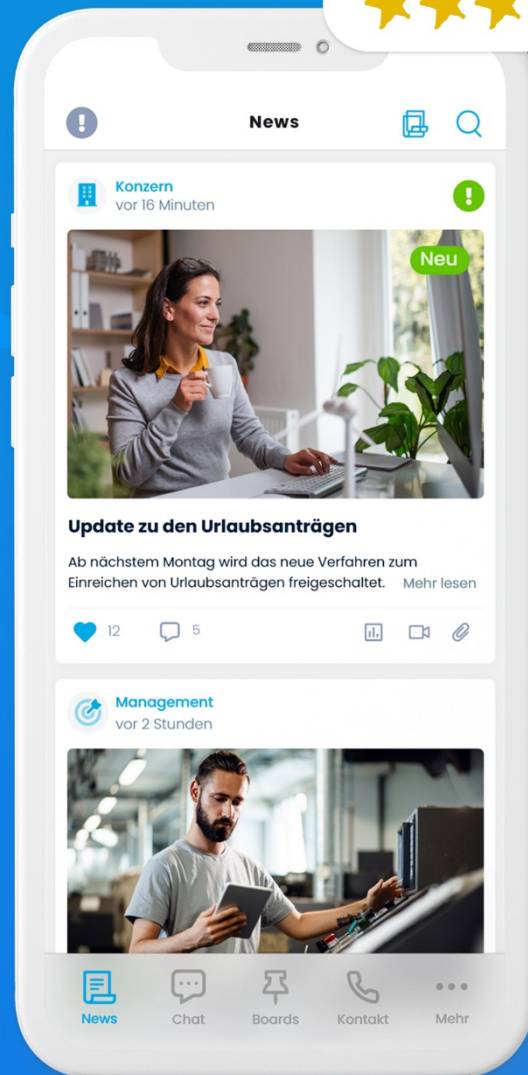 News
Konzern
vor 16 Minuten
Neu
Update zu den Urlaubsanträgen
Ab nächstem Montag wird das neue Verfahren zum
Einreichen von Urlaubsanträgen freigeschaltet. Mehr lesen
12 5
Management
vor 2 Stunden
News Chat Boards Kontakt Mehr